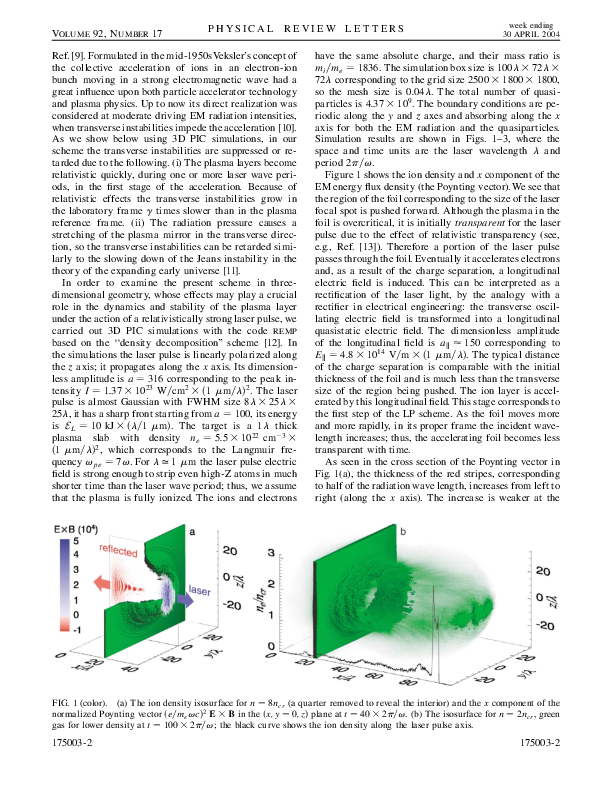 VOLUME 92, NUMBER 17
PHYSICAL REVIEW LETTERS
week ending
30 APRIL 2004
Ref. [9]. Formulated in the mid-1950s Veksler's concept of
the collective acceleration of ions in an electron-ion
bunch moving in a strong electromagnetic wave had a
great influence upon both particle accelerator technology
and plasma physics. Up to now its direct realization was
considered at moderate driving EM radiation intensities,
when transverse instabilities impede the acceleration [10].
As we show below using 3D PIC simulations, in our
scheme the transverse instabilities are suppressed or re-
tarded due to the following. (i) The plasma layers become
relativistic quickly, during one or more laser wave peri-
ods, in the first stage of the acceleration. Because of
relativistic effects the transverse instabilities grow in
the laboratory frame γ times slower than in the plasma
reference frame. (ii) The radiation pressure causes a
stretching of the plasma mirror in the transverse direc-
tion, so the transverse instabilities can be retarded simi-
larly to the slowing down of the Jeans instability in the
theory of the expanding early universe [11].
In order to examine the present scheme in three-
dimensional geometry, whose effects may play a crucial
role in the dynamics and stability of the plasma layer
under the action of a relativistically strong laser pulse, we
carried out 3D PIC simulations with the code REMP
based on the "density decomposition" scheme [12]. In
the simulations the laser pulse is linearly polarized along
the z axis; it propagates along the x axis. Its dimension-
less amplitude is a = 316 corresponding to the peak in-
tensity I = 1.37 × 10²³ W/cm² × (1 μm/λ)². The laser
pulse is almost Gaussian with FWHM size 8λ × 25λ ×
25λ, it has a sharp front starting from a = 100, its energy
is ℰL = 10 kJ × (λ/1 μm). The target is a 1λ thick
plasma slab with density ne = 5.5 × 10²² cm⁻³ ×
(1 μm/λ)², which corresponds to the Langmuir fre-
quency ωpe = 7ω. For λ ≃ 1 μm the laser pulse electric
field is strong enough to strip even high-Z atoms in much
shorter time than the laser wave period; thus, we assume
that the plasma is fully ionized. The ions and electrons
have the same absolute charge, and their mass ratio is
mi/me = 1836. The simulation box size is 100λ × 72λ ×
72λ corresponding to the grid size 2500 × 1800 × 1800,
so the mesh size is 0.04λ. The total number of quasi-
particles is 4.37 × 10⁹. The boundary conditions are pe-
riodic along the y and z axes and absorbing along the x
axis for both the EM radiation and the quasiparticles.
Simulation results are shown in Figs. 1–3, where the
space and time units are the laser wavelength λ and
period 2π/ω.
Figure 1 shows the ion density and x component of the
EM energy flux density (the Poynting vector). We see that
the region of the foil corresponding to the size of the laser
focal spot is pushed forward. Although the plasma in the
foil is overcritical, it is initially transparent for the laser
pulse due to the effect of relativistic transparency (see,
e.g., Ref. [13]). Therefore a portion of the laser pulse
passes through the foil. Eventually it accelerates electrons
and, as a result of the charge separation, a longitudinal
electric field is induced. This can be interpreted as a
rectification of the laser light, by the analogy with a
rectifier in electrical engineering: the transverse oscil-
lating electric field is transformed into a longitudinal
quasistatic electric field. The dimensionless amplitude
of the longitudinal field is a∥ ≈ 150 corresponding to
E∥ = 4.8 × 10¹⁴ V/m × (1 μm/λ). The typical distance
of the charge separation is comparable with the initial
thickness of the foil and is much less than the transverse
size of the region being pushed. The ion layer is accel-
erated by this longitudinal field. This stage corresponds to
the first step of the LP scheme. As the foil moves more
and more rapidly, in its proper frame the incident wave-
length increases; thus, the accelerating foil becomes less
transparent with time.
As seen in the cross section of the Poynting vector in
Fig. 1(a), the thickness of the red stripes, corresponding
to half of the radiation wave length, increases from left to
right (along the x axis). The increase is weaker at the
E×B (10⁴)
5
4
3
2
1
0
-1
reflected
a
laser
20
0
-20
z/λ
0
20
40
-20
0
20
y/λ
b
3
2
1
0
ne/ncr
0
20
40
60
80
20
0
-20
z/λ
-20
0
20
y/λ
FIG. 1 (color). (a) The ion density isosurface for n = 8ncr (a quarter removed to reveal the interior) and the x component of the
normalized Poynting vector (e/meωc)² E × B in the (x, y = 0, z) plane at t = 40 × 2π/ω. (b) The isosurface for n = 2ncr, green
gas for lower density at t = 100 × 2π/ω; the black curve shows the ion density along the laser pulse axis.
175003-2
175003-2